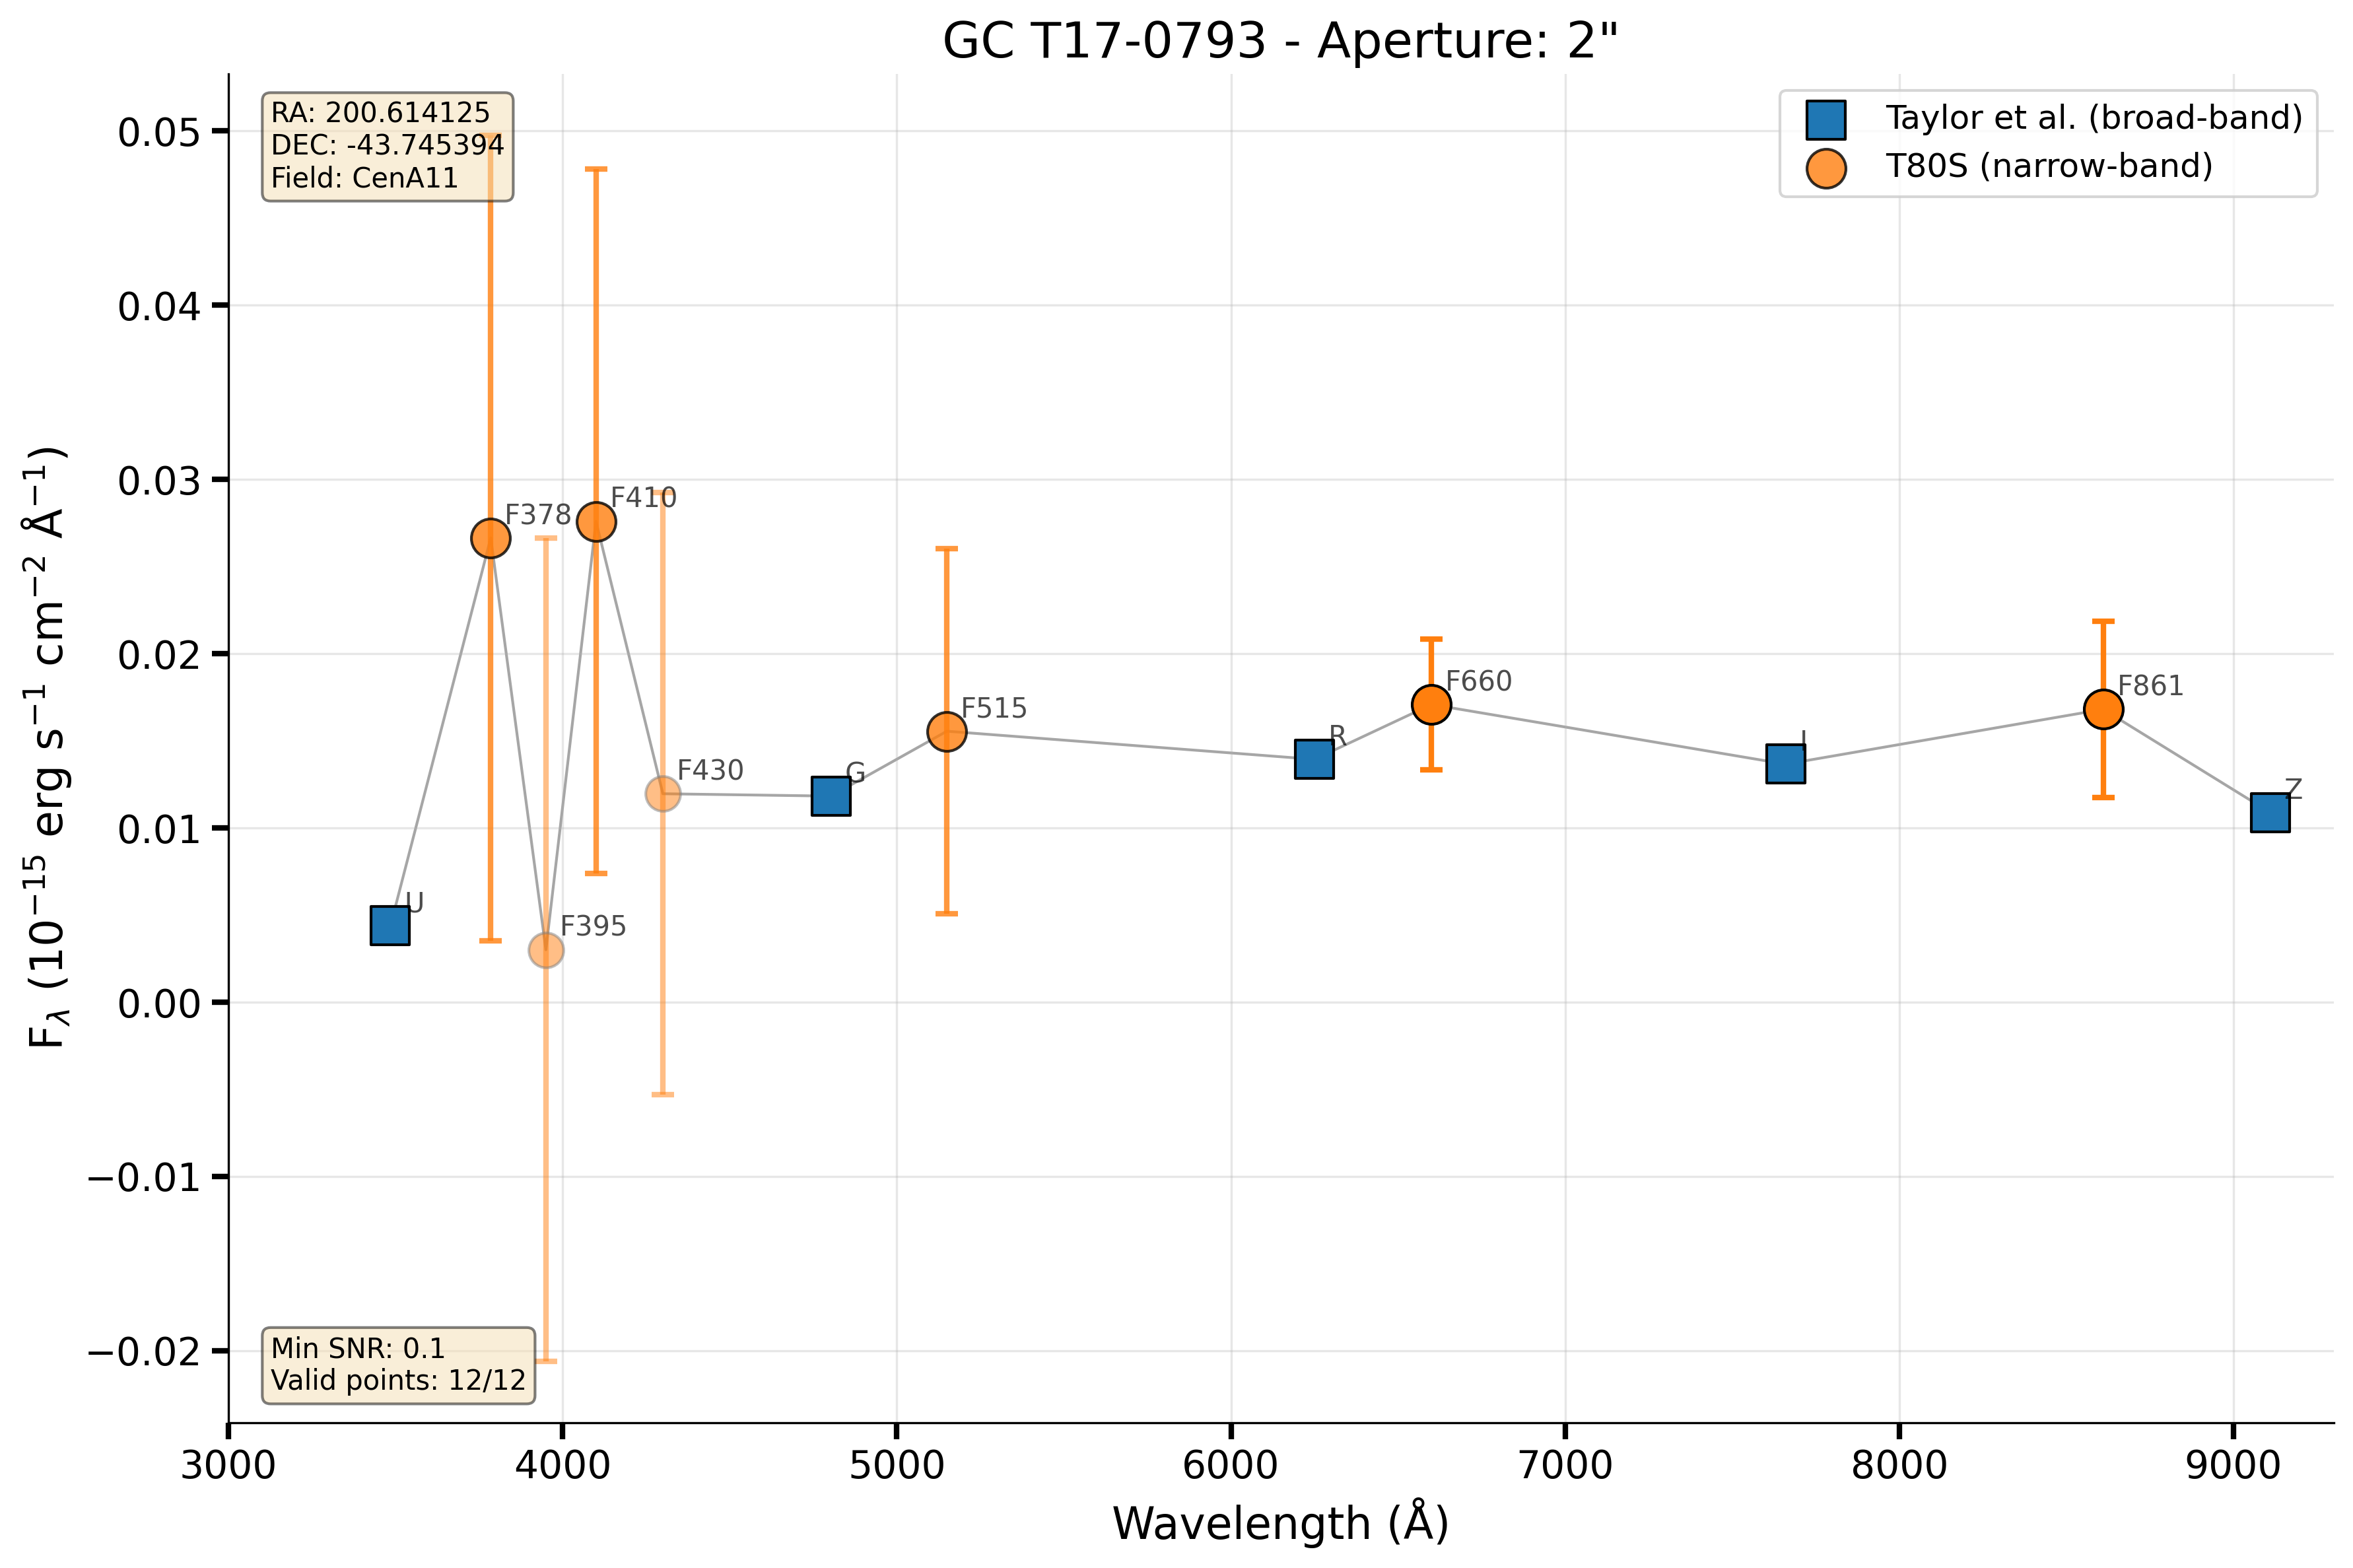 GC T17-0793 - Aperture: 2"
RA: 200.614125
DEC: -43.745394
Field: CenA11
Taylor et al. (broad-band)
T80S (narrow-band)
0.05
0.04
0.03
0.02
0.01
0.00
−0.01
−0.02
F_λ (10⁻¹⁵ erg s⁻¹ cm⁻² Å⁻¹)
U
F378
F395
F410
F430
G
F515
R
F660
I
F861
Z
Min SNR: 0.1
Valid points: 12/12
3000 4000 5000 6000 7000 8000 9000
Wavelength (Å)